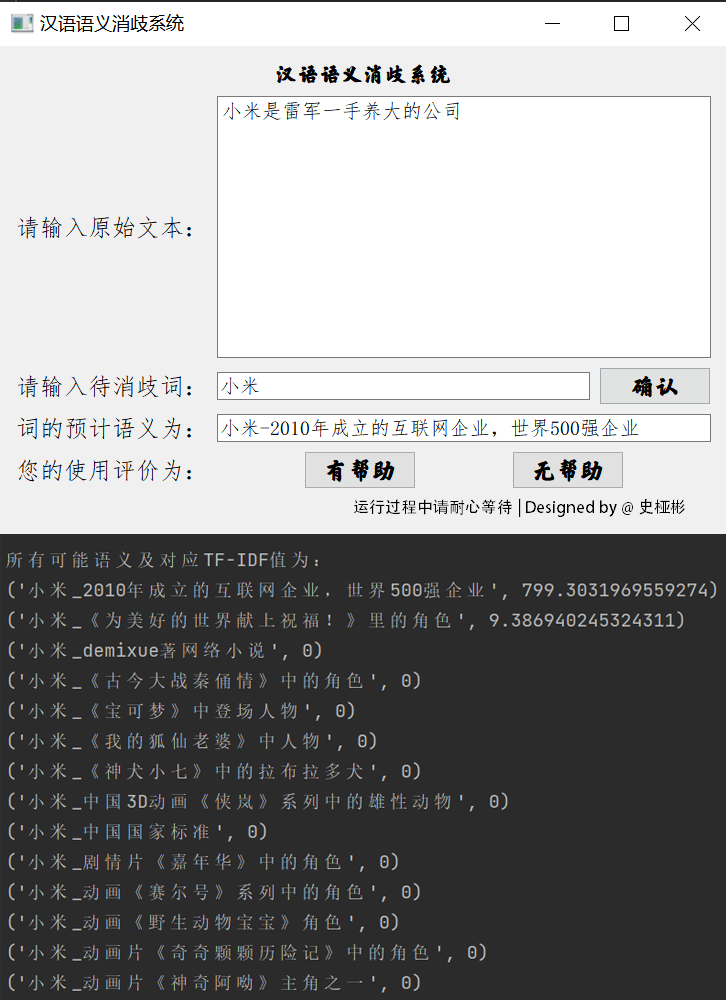 汉语语义消歧系统
汉语语义消歧系统
小米是雷军一手养大的公司
请输入原始文本：
请输入待消歧词： 小米 确认
词的预计语义为： 小米-2010年成立的互联网企业，世界500强企业
您的使用评价为： 有帮助 无帮助
运行过程中请耐心等待 | Designed by @ 史桠彬
所有可能语义及对应TF-IDF值为：
('小米_2010年成立的互联网企业，世界500强企业', 799.3031969559274)
('小米_《为美好的世界献上祝福！》里的角色', 9.386940245324311)
('小米_demixue著网络小说', 0)
('小米_《古今大战秦俑情》中的角色', 0)
('小米_《宝可梦》中登场人物', 0)
('小米_《我的狐仙老婆》中人物', 0)
('小米_《神犬小七》中的拉布拉多犬', 0)
('小米_中国3D动画《侠岚》系列中的雄性动物', 0)
('小米_中国国家标准', 0)
('小米_剧情片《嘉年华》中的角色', 0)
('小米_动画《赛尔号》系列中的角色', 0)
('小米_动画《野生动物宝宝》角色', 0)
('小米_动画片《奇奇颗颗历险记》中的角色', 0)
('小米_动画片《神奇阿呦》主角之一', 0)